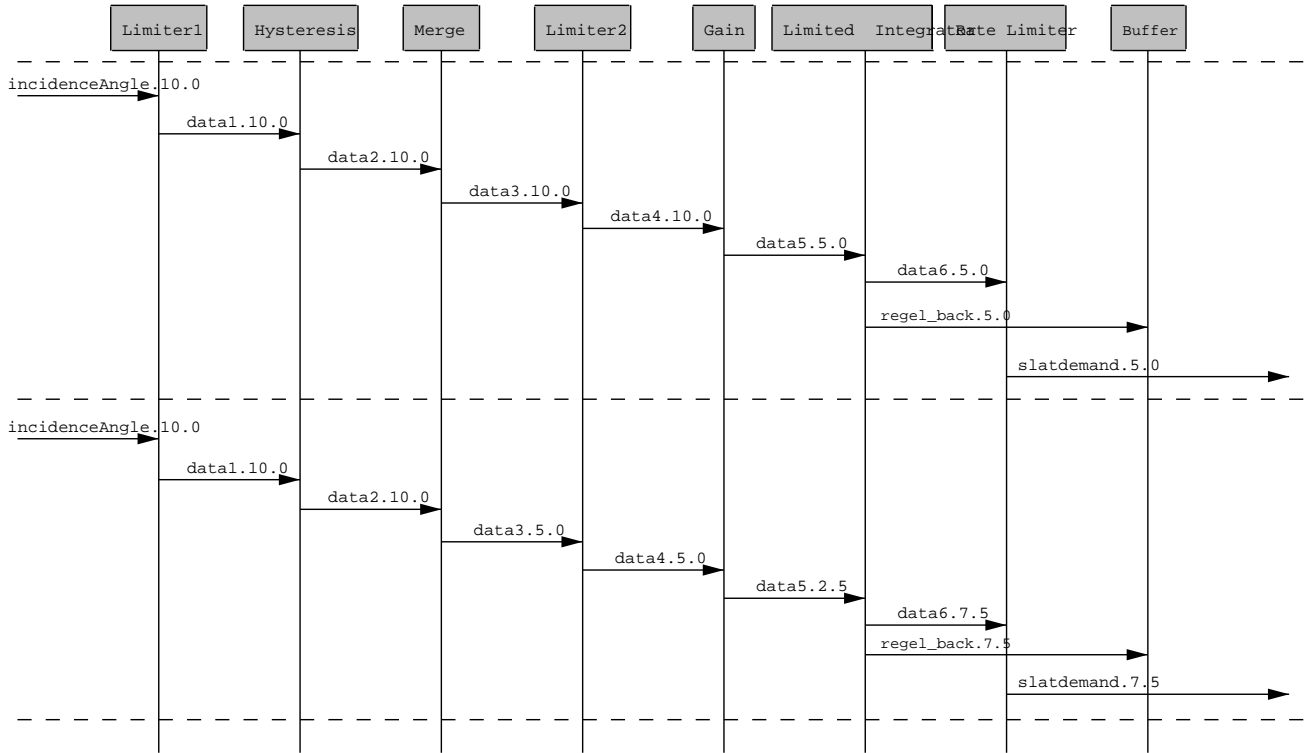 Limiter1 Hysteresis Merge Limiter2 Gain Limited Integrator Rate Limiter Buffer
incidenceAngle.10.0
data1.10.0
data2.10.0
data3.10.0
data4.10.0
data5.5.0
data6.5.0
regel_back.5.0
slatdemand.5.0
incidenceAngle.10.0
data1.10.0
data2.10.0
data3.5.0
data4.5.0
data5.2.5
data6.7.5
regel_back.7.5
slatdemand.7.5